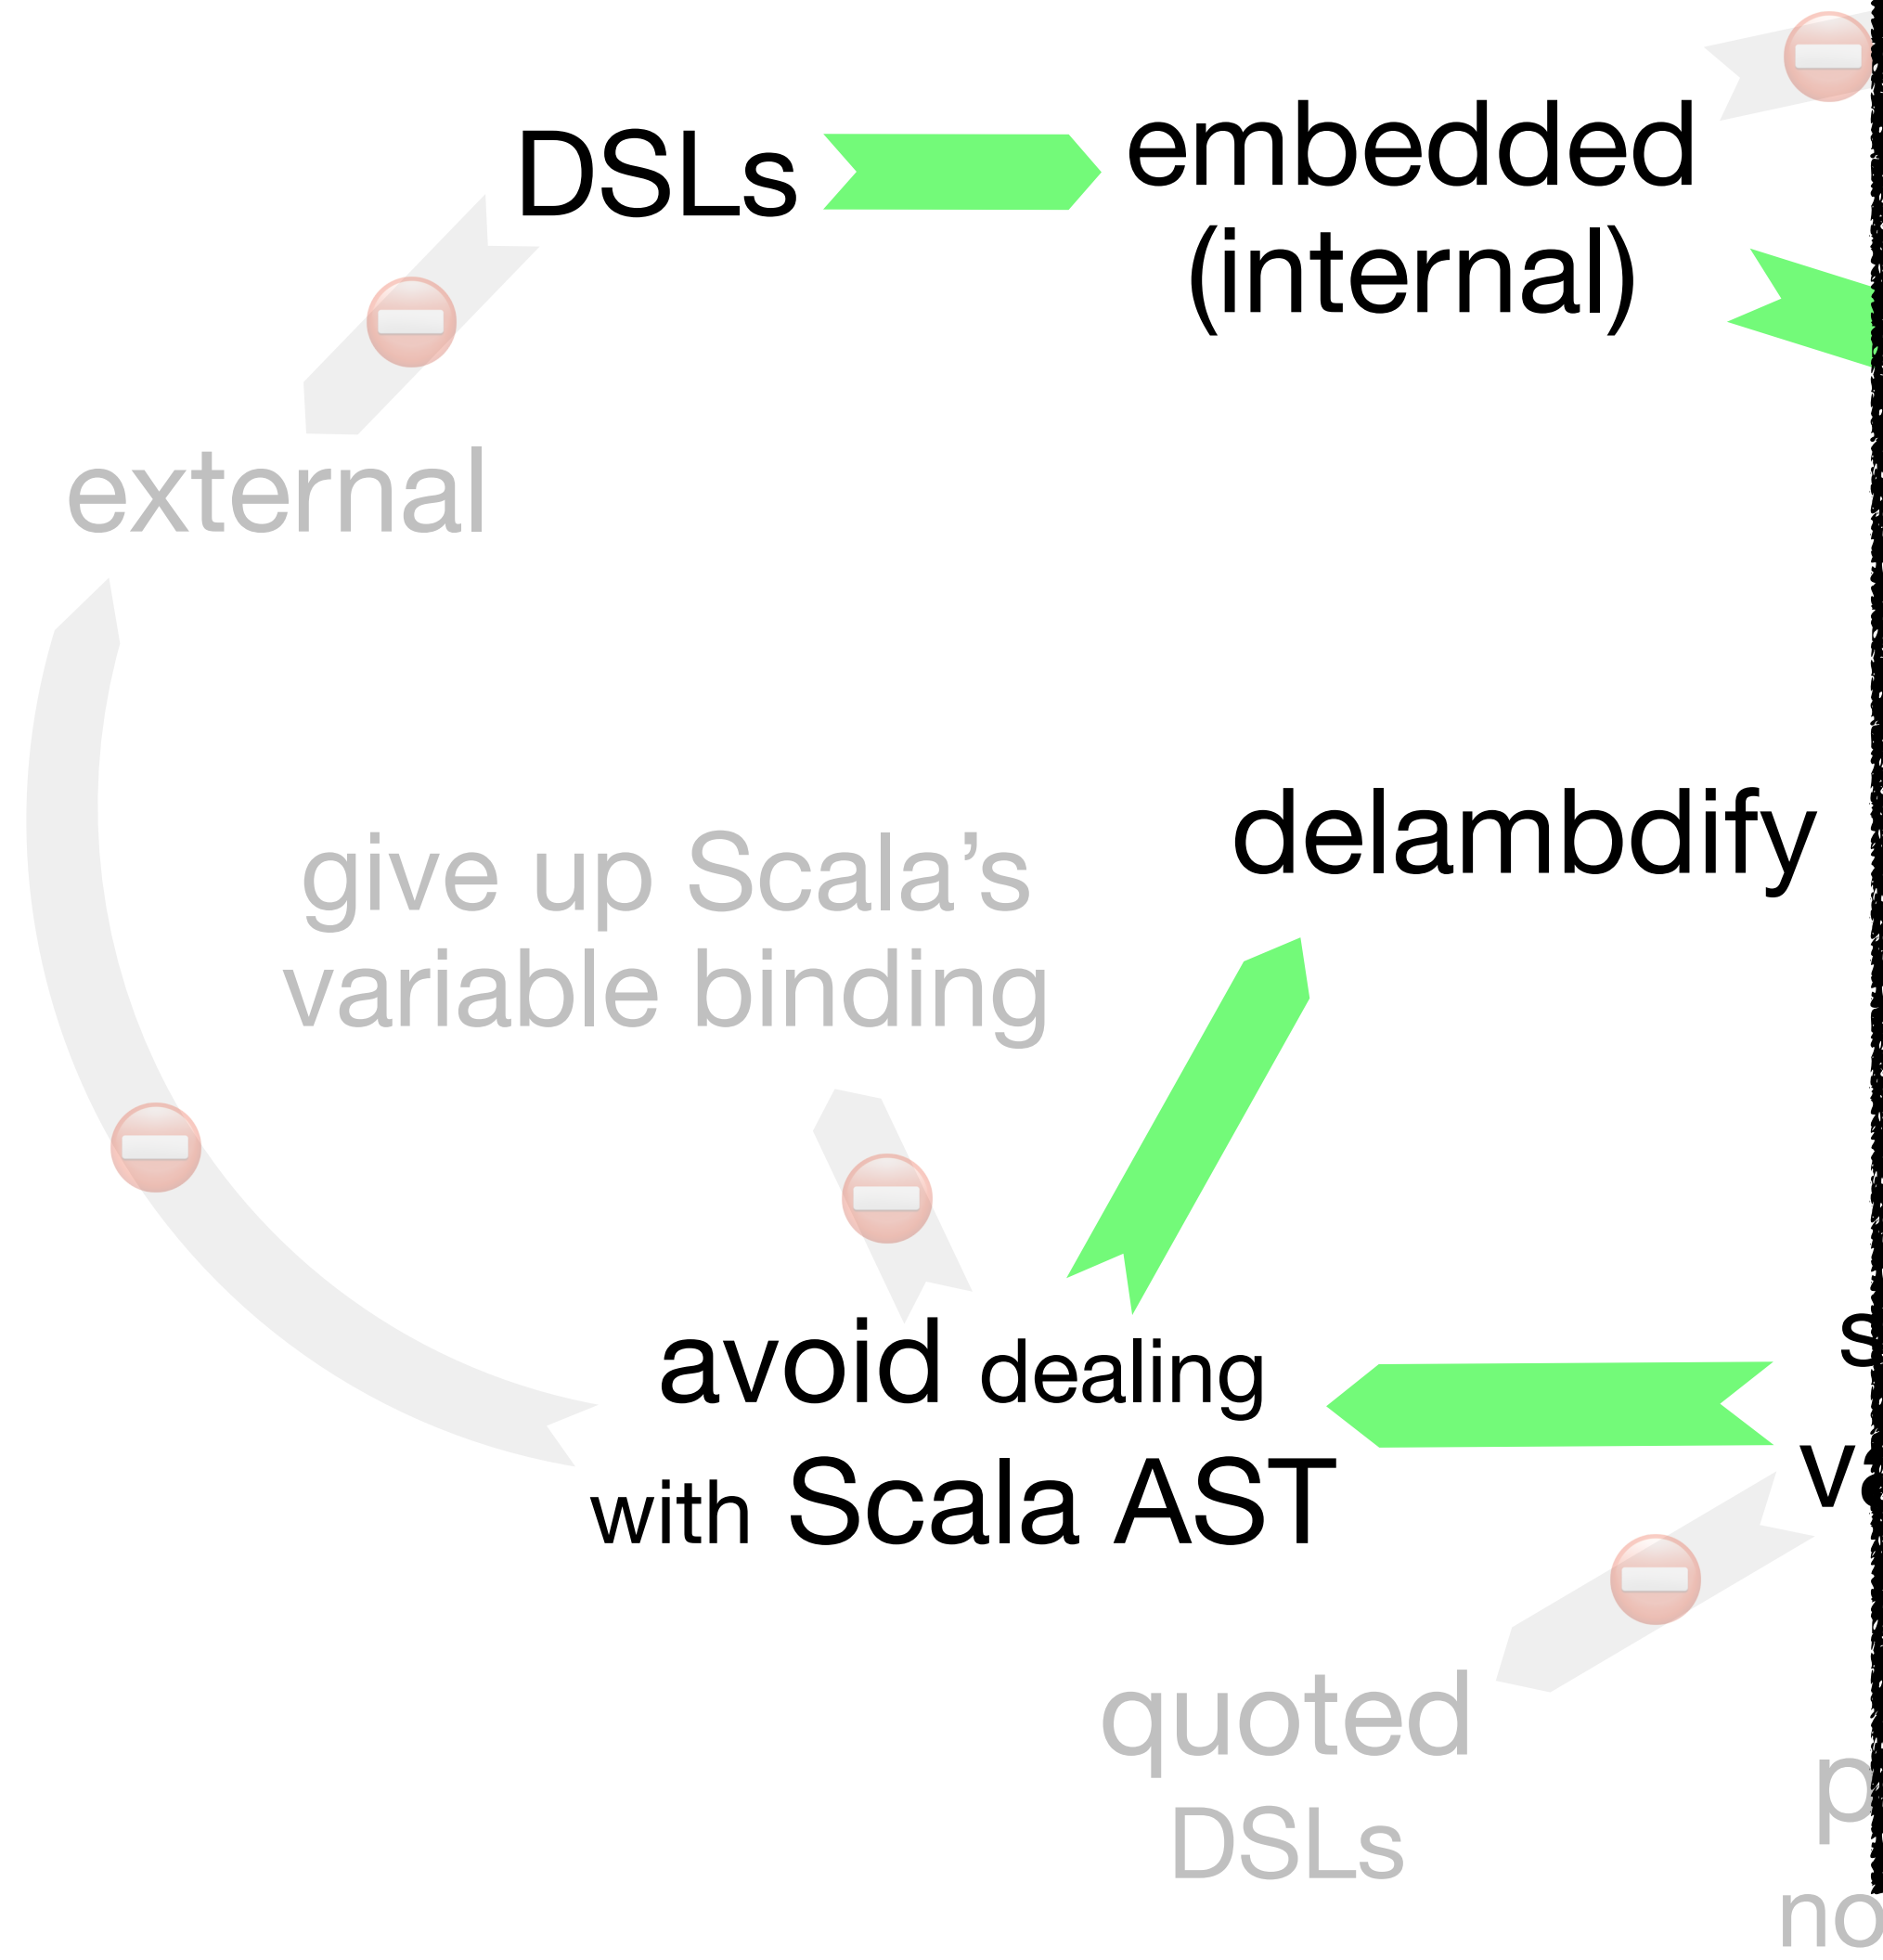 DSLs
embedded
(internal)
external
delambdify
give up Scala’s
variable binding
avoid dealing
with Scala AST
quoted
DSLs